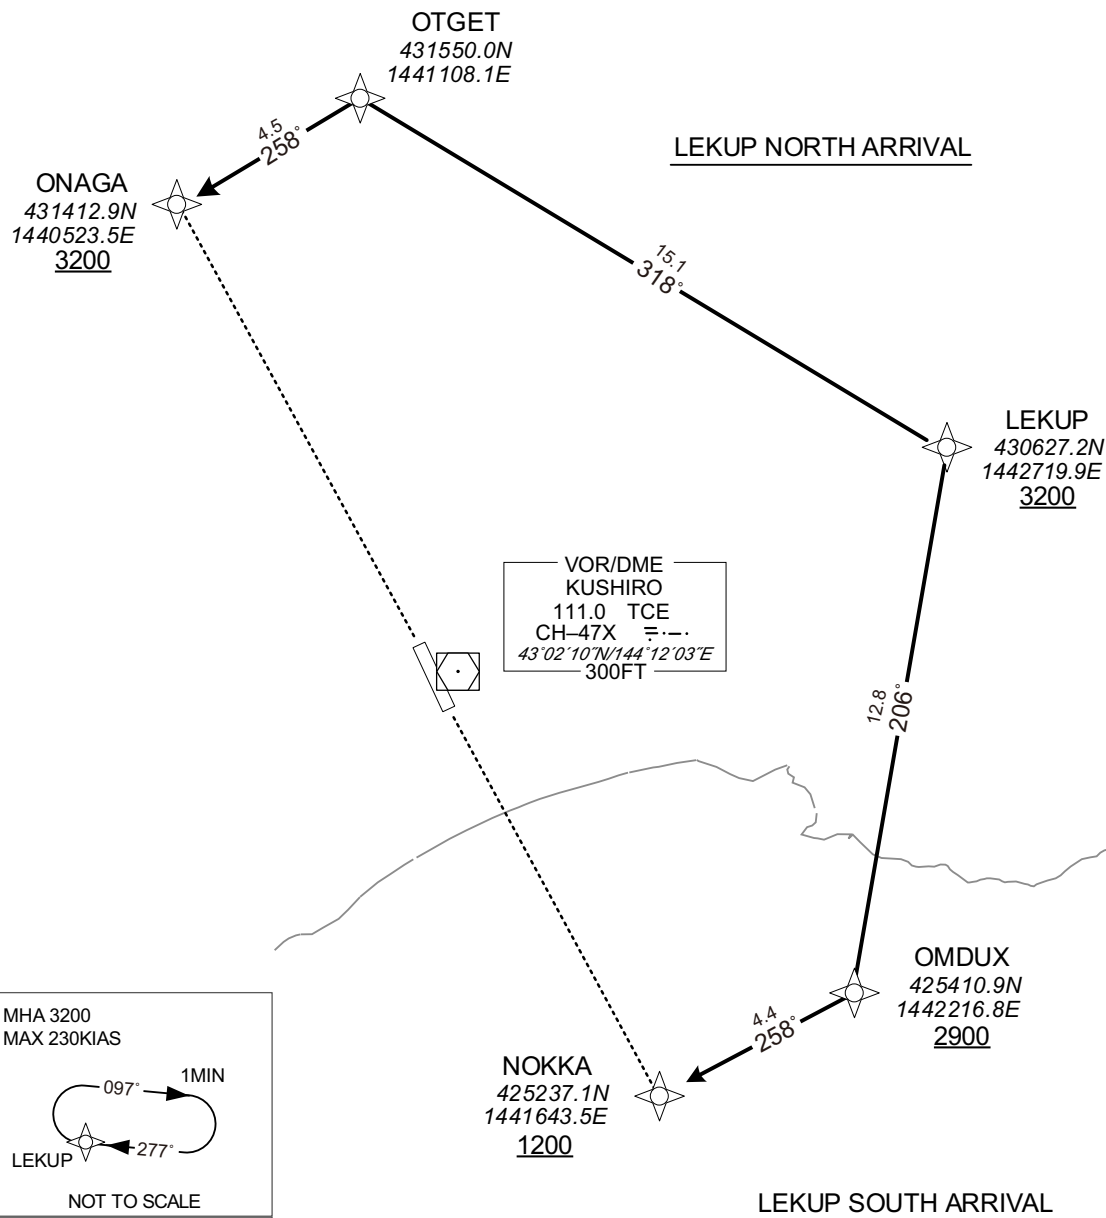 OTGET
431550.0N
1441108.1E
4.5
258°
LEKUP NORTH ARRIVAL
ONAGA
431412.9N
1440523.5E
3200
15.1
318°
LEKUP
430627.2N
1442719.9E
3200
VOR/DME
KUSHIRO
111.0 TCE
CH–47X
43°02′10″N/144°12′03″E
300FT
12.8
206°
OMDUX
425410.9N
1442216.8E
2900
4.4
258°
NOKKA
425237.1N
1441643.5E
1200
MHA 3200
MAX 230KIAS
1MIN
097°
277°
LEKUP
NOT TO SCALE
LEKUP SOUTH ARRIVAL